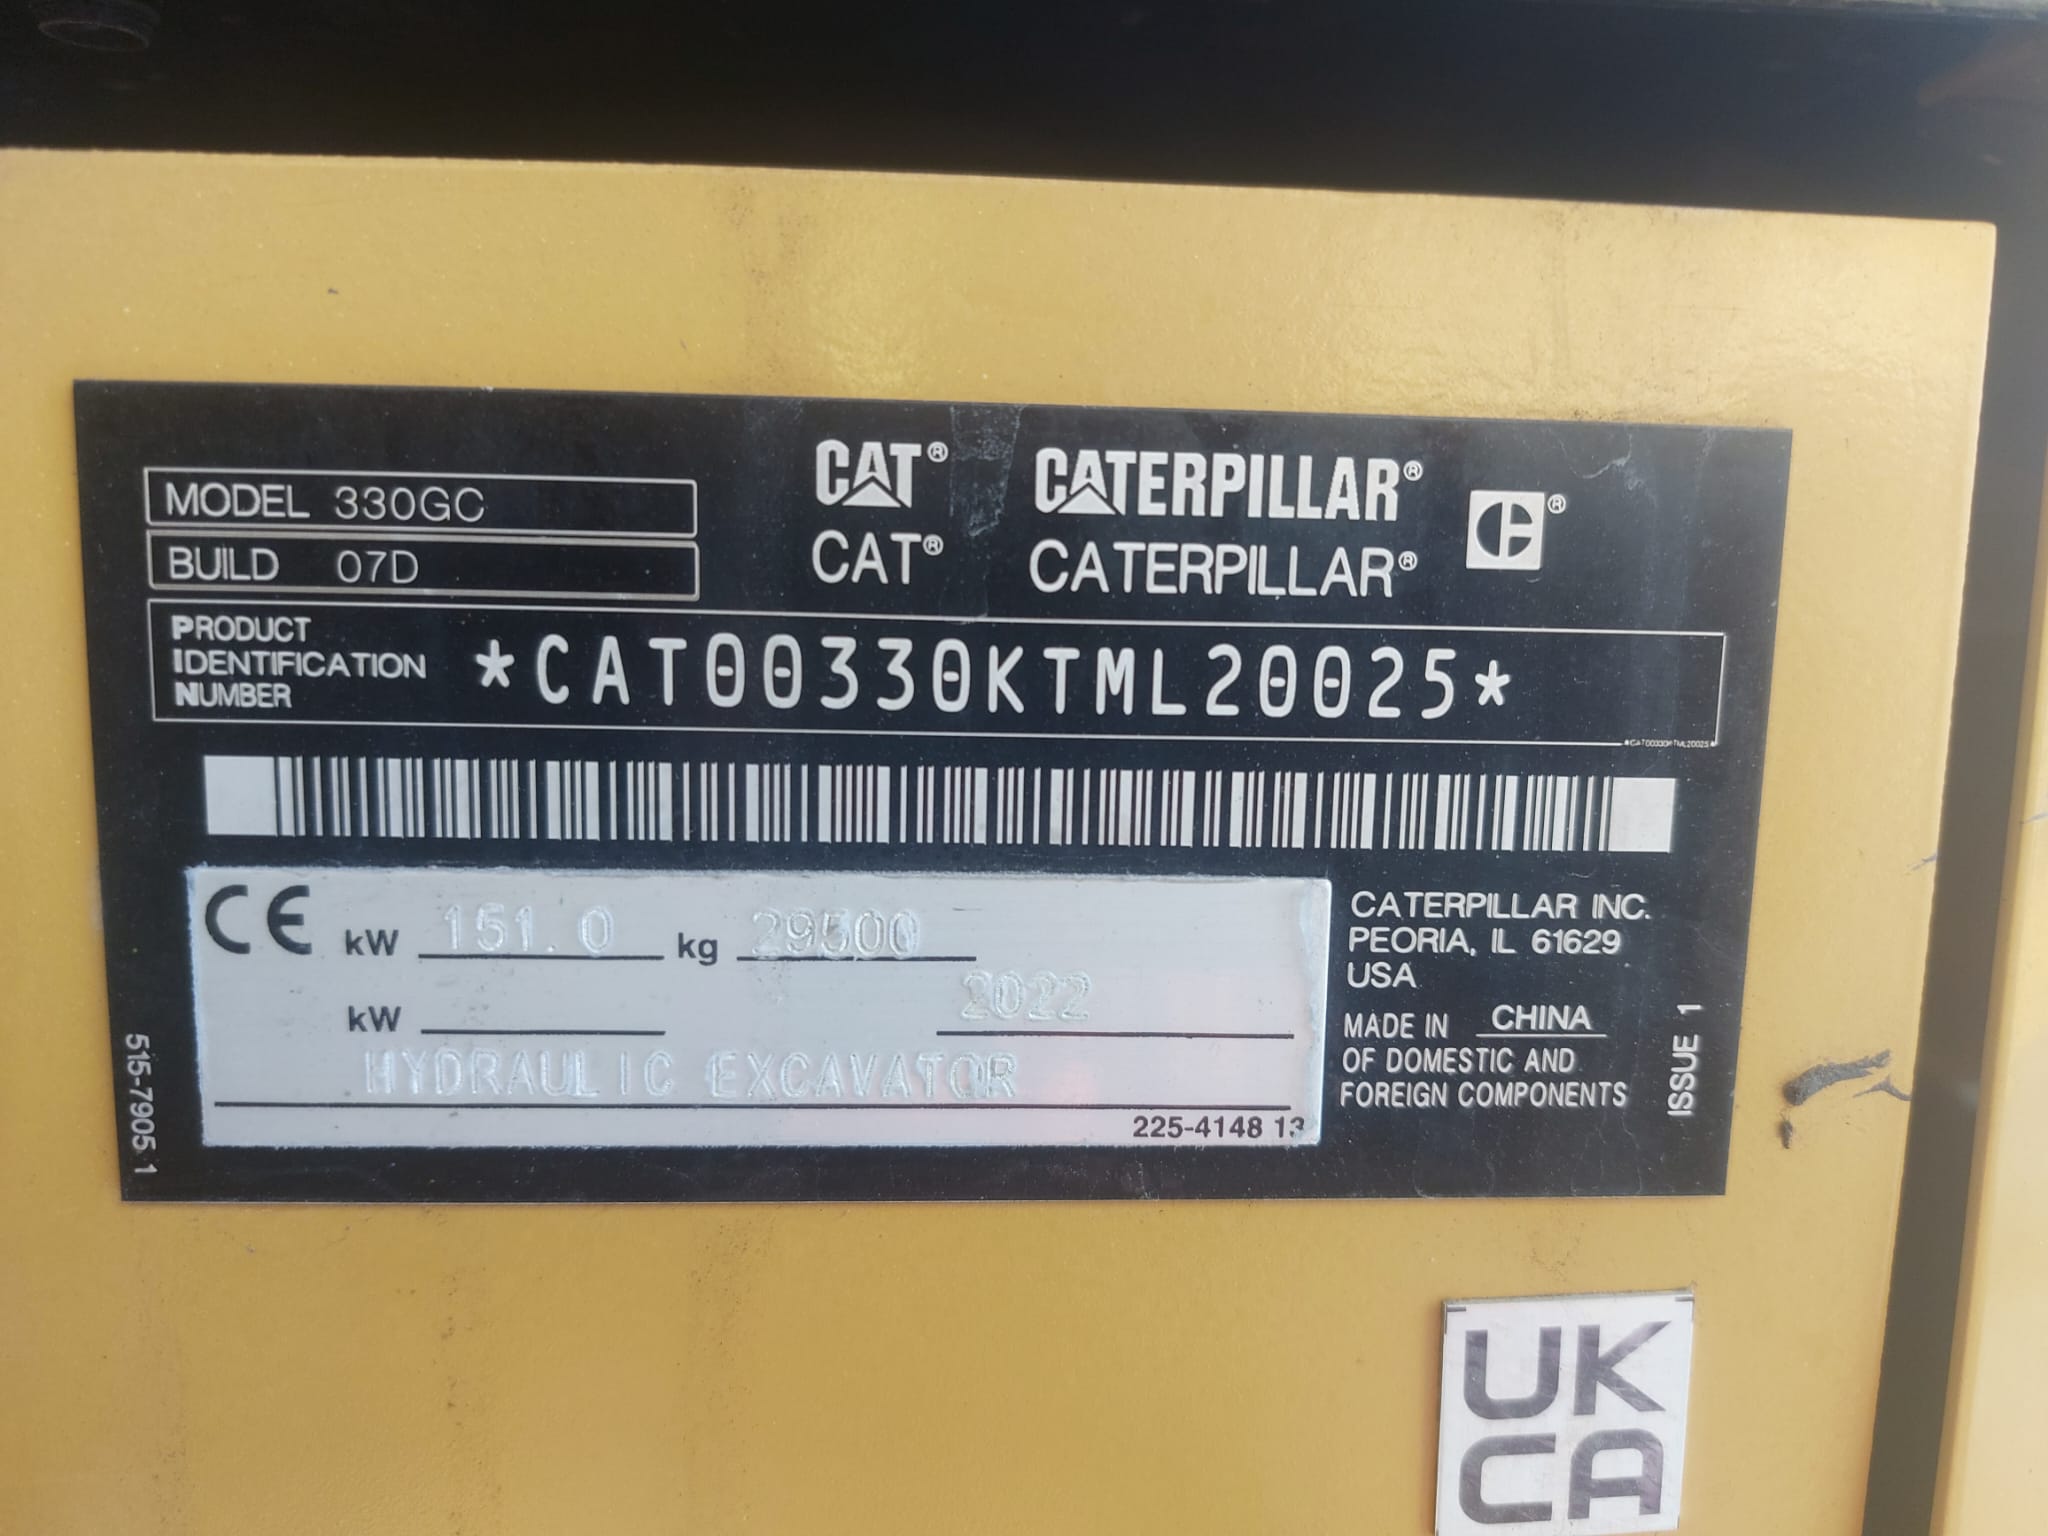 MODEL 330GC
BUILD 07D
CAT® CATERPILLAR® ®
CAT® CATERPILLAR®
PRODUCT
IDENTIFICATION
NUMBER
*CAT00330KTML20025*
*CAT00330KTML20025*
CE kW 151.0 kg 29500
kW 2022
HYDRAULIC EXCAVATOR
225-4148 13
CATERPILLAR INC.
PEORIA, IL 61629
USA
MADE IN CHINA
OF DOMESTIC AND
FOREIGN COMPONENTS
ISSUE 1
515-7905 1
UK
CA